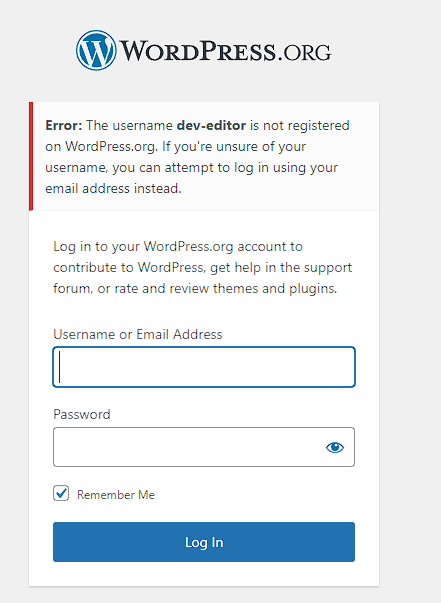 WORDPRESS.ORG
Error: The username dev-editor is not registered
on WordPress.org. If you're unsure of your
username, you can attempt to log in using your
email address instead.
Log in to your WordPress.org account to
contribute to WordPress, get help in the support
forum, or rate and review themes and plugins.
Username or Email Address
Password
Remember Me
Log In